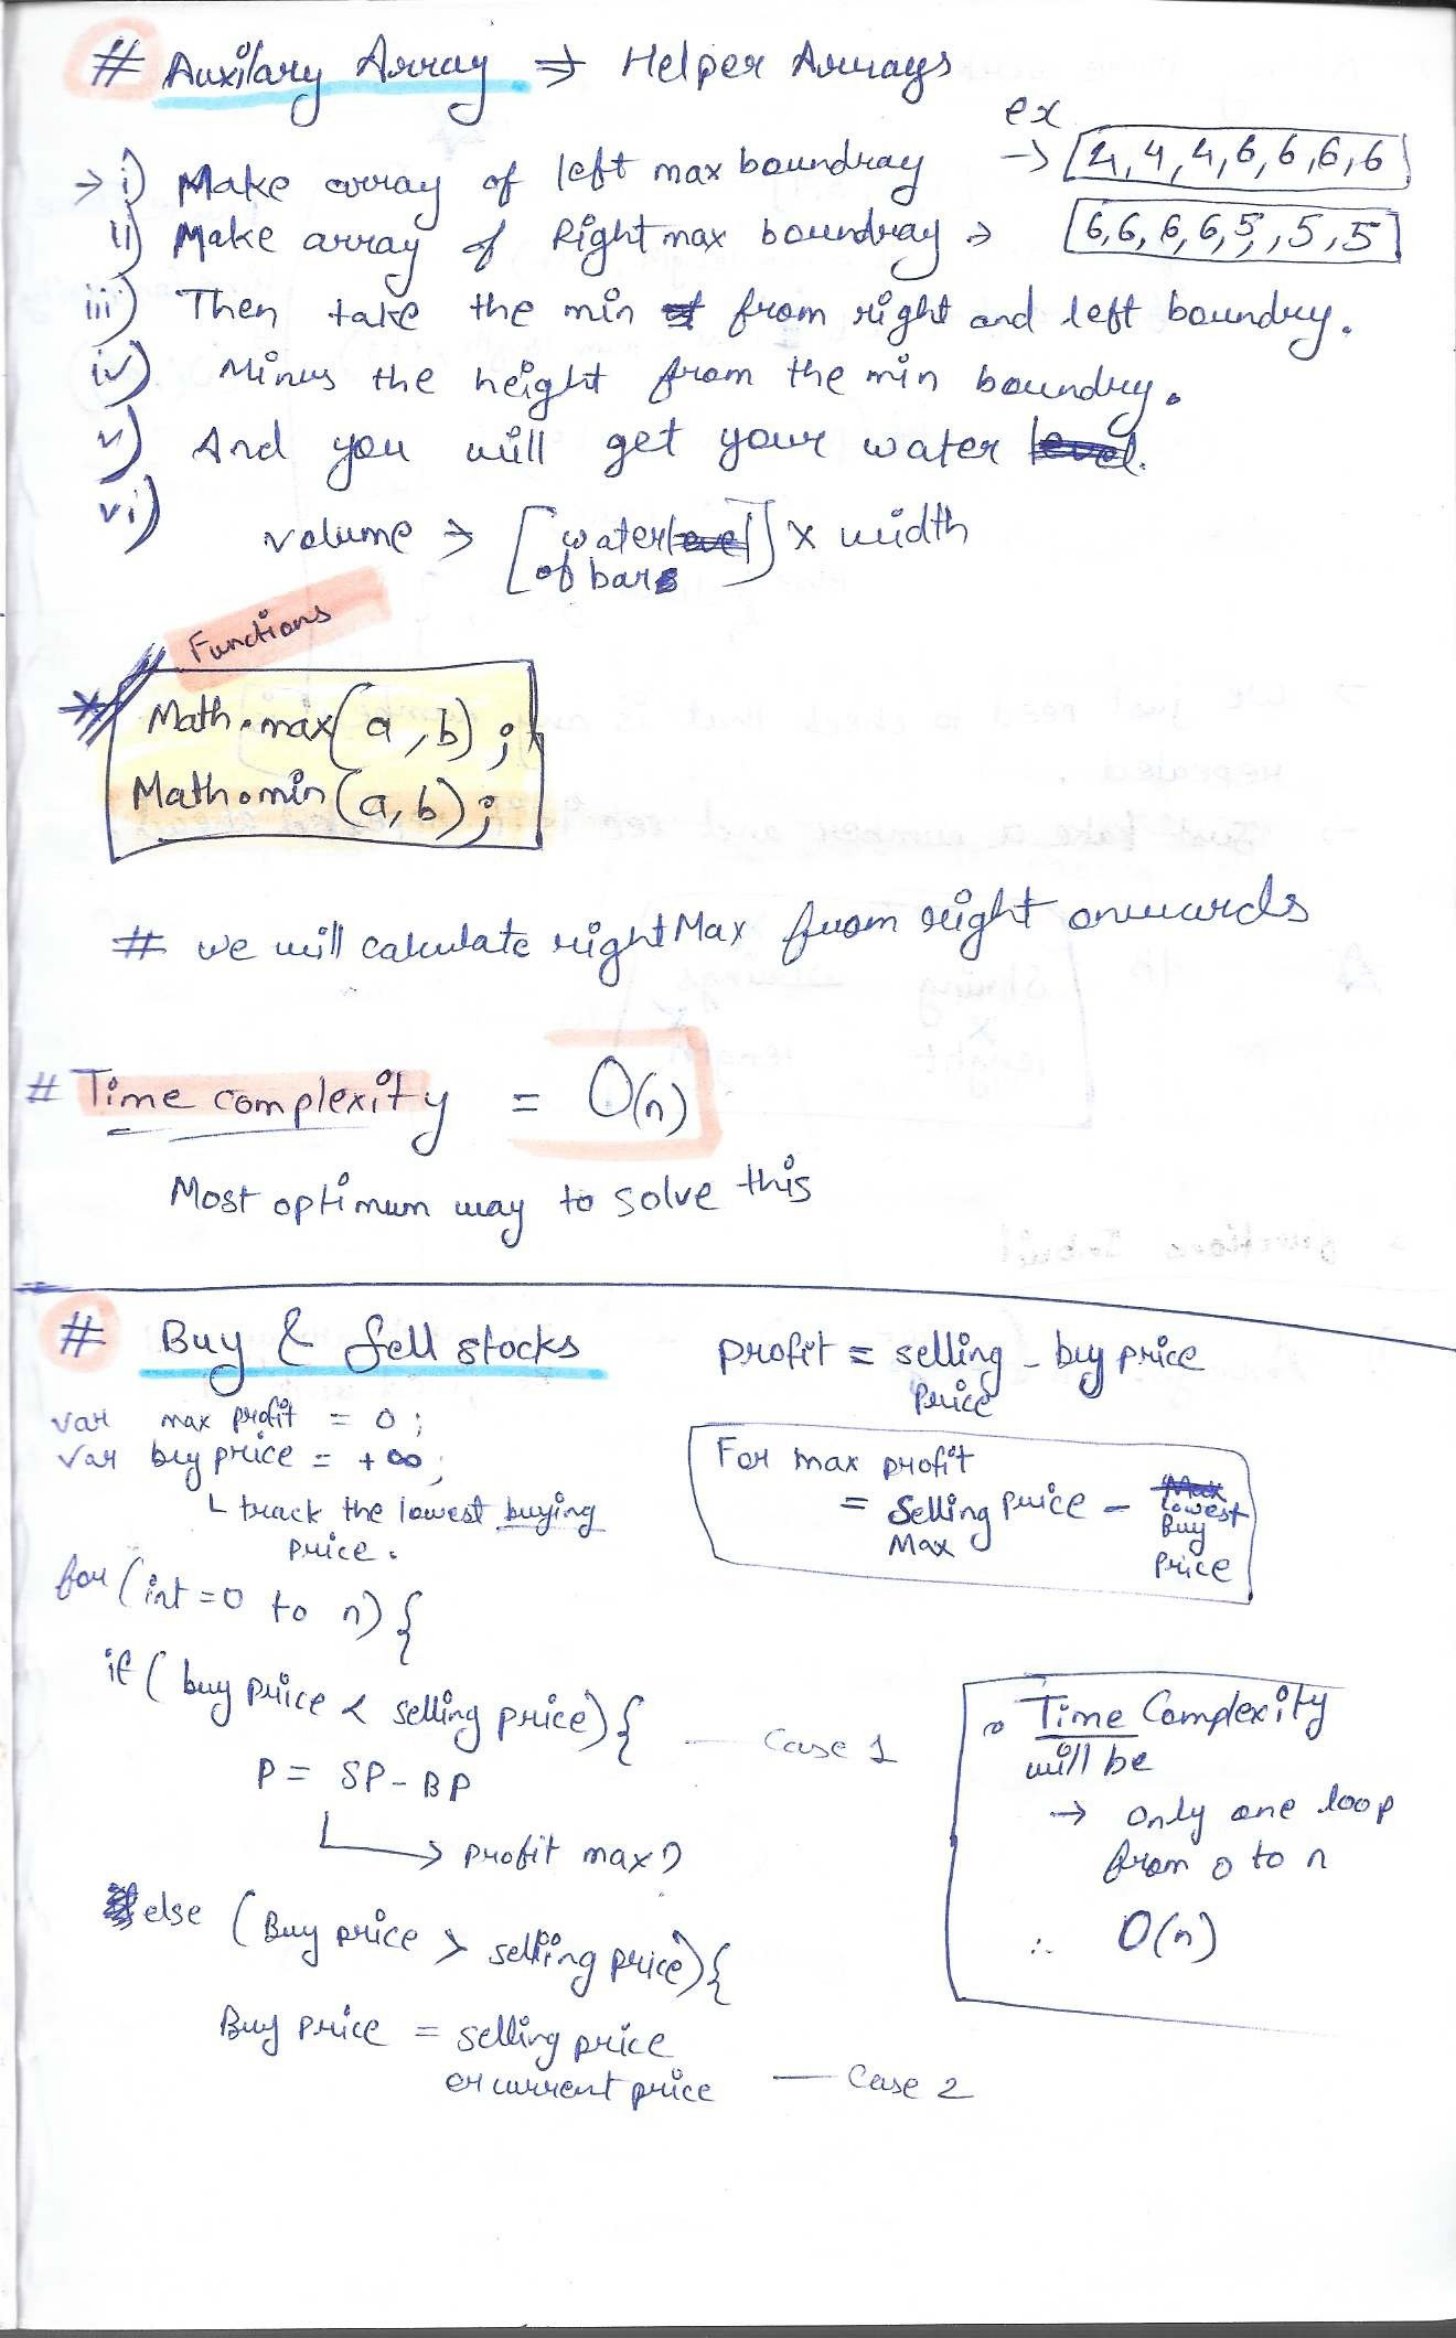 # Auxilary Array ⇒ Helper Arrays
ex
→ i) Make array of left max boundray → [4, 4, 4, 6, 6, 6, 6]
ii) Make array of Right max boundray → [6, 6, 6, 6, 5, 5, 5]
iii) Then take the min from right and left boundry.
iv) Minus the height from the min boundry.
v) And you will get your water level.
vi) volume → [water level of bars] x width
Functions
Math.max(a, b);
Math.min(a, b);
# we will calculate rightMax from right onwards
# Time complexity = O(n)
Most optimum way to solve this
# Buy & Sell stocks
var max profit = 0;
var buy price = +∞;
track the lowest buying
price.
for (int = 0 to n) {
if (buy price < selling price) { — Case 1
P = SP - BP
→ profit max?
else (Buy price > selling price) {
Buy price = selling price
or current price — Case 2
profit = selling price - buy price
For max profit
= Max Selling price - Lowest Buy Price
Time Complexity
will be
→ only one loop
from 0 to n
∴ O(n)